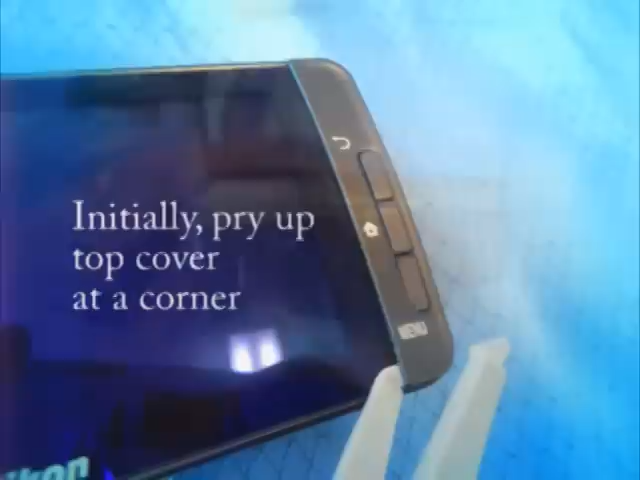 Initially, pry up
top cover
at a corner
MENU